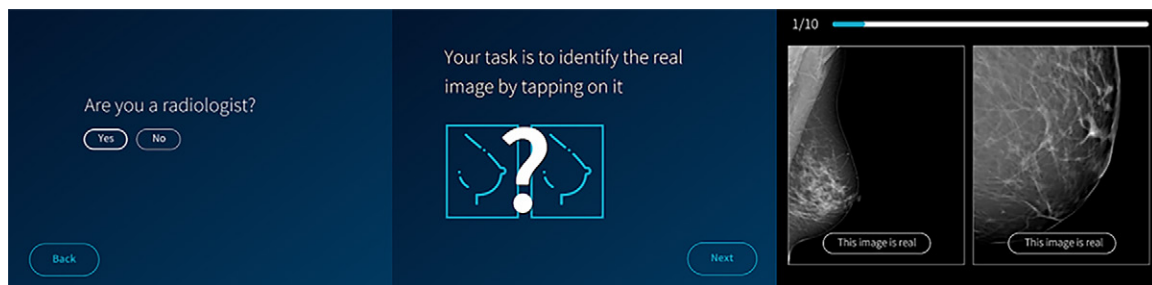 Are you a radiologist?
Yes No
Back
Your task is to identify the real
image by tapping on it
?
Next
1/10
This image is real This image is real